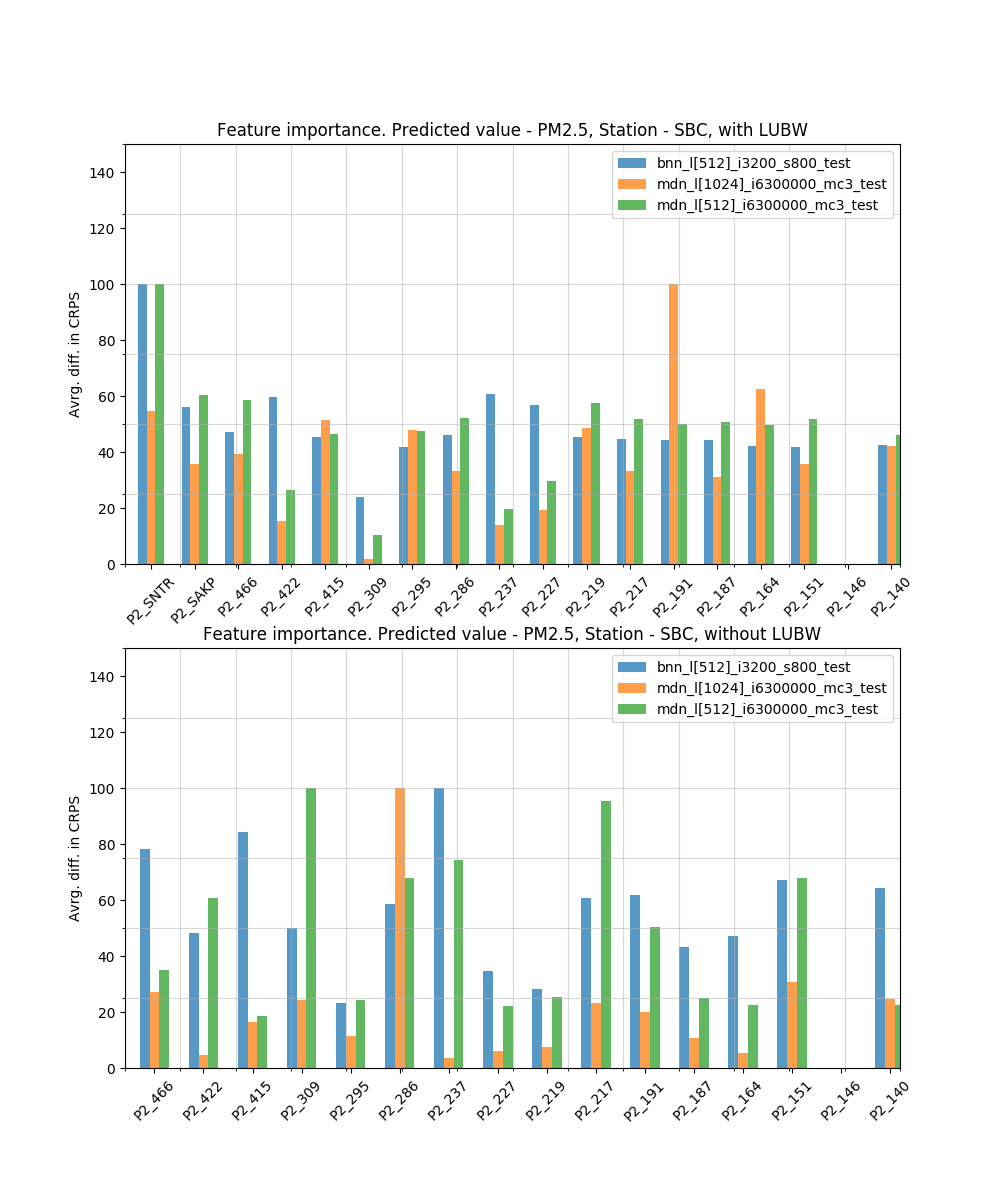 Feature importance. Predicted value - PM2.5, Station - SBC, with LUBW
bnn_l[512]_i3200_s800_test
mdn_l[1024]_i6300000_mc3_test
mdn_l[512]_i6300000_mc3_test
140
120
100
80
60
40
20
0
Avrg. diff. in CRPS
P2_SNTR P2_SAKP P2_466 P2_422 P2_415 P2_309 P2_295 P2_286 P2_237 P2_227 P2_219 P2_217 P2_191 P2_187 P2_164 P2_151 P2_146 P2_140
Feature importance. Predicted value - PM2.5, Station - SBC, without LUBW
bnn_l[512]_i3200_s800_test
mdn_l[1024]_i6300000_mc3_test
mdn_l[512]_i6300000_mc3_test
140
120
100
80
60
40
20
0
Avrg. diff. in CRPS
P2_466 P2_422 P2_415 P2_309 P2_295 P2_286 P2_237 P2_227 P2_219 P2_217 P2_191 P2_187 P2_164 P2_151 P2_146 P2_140